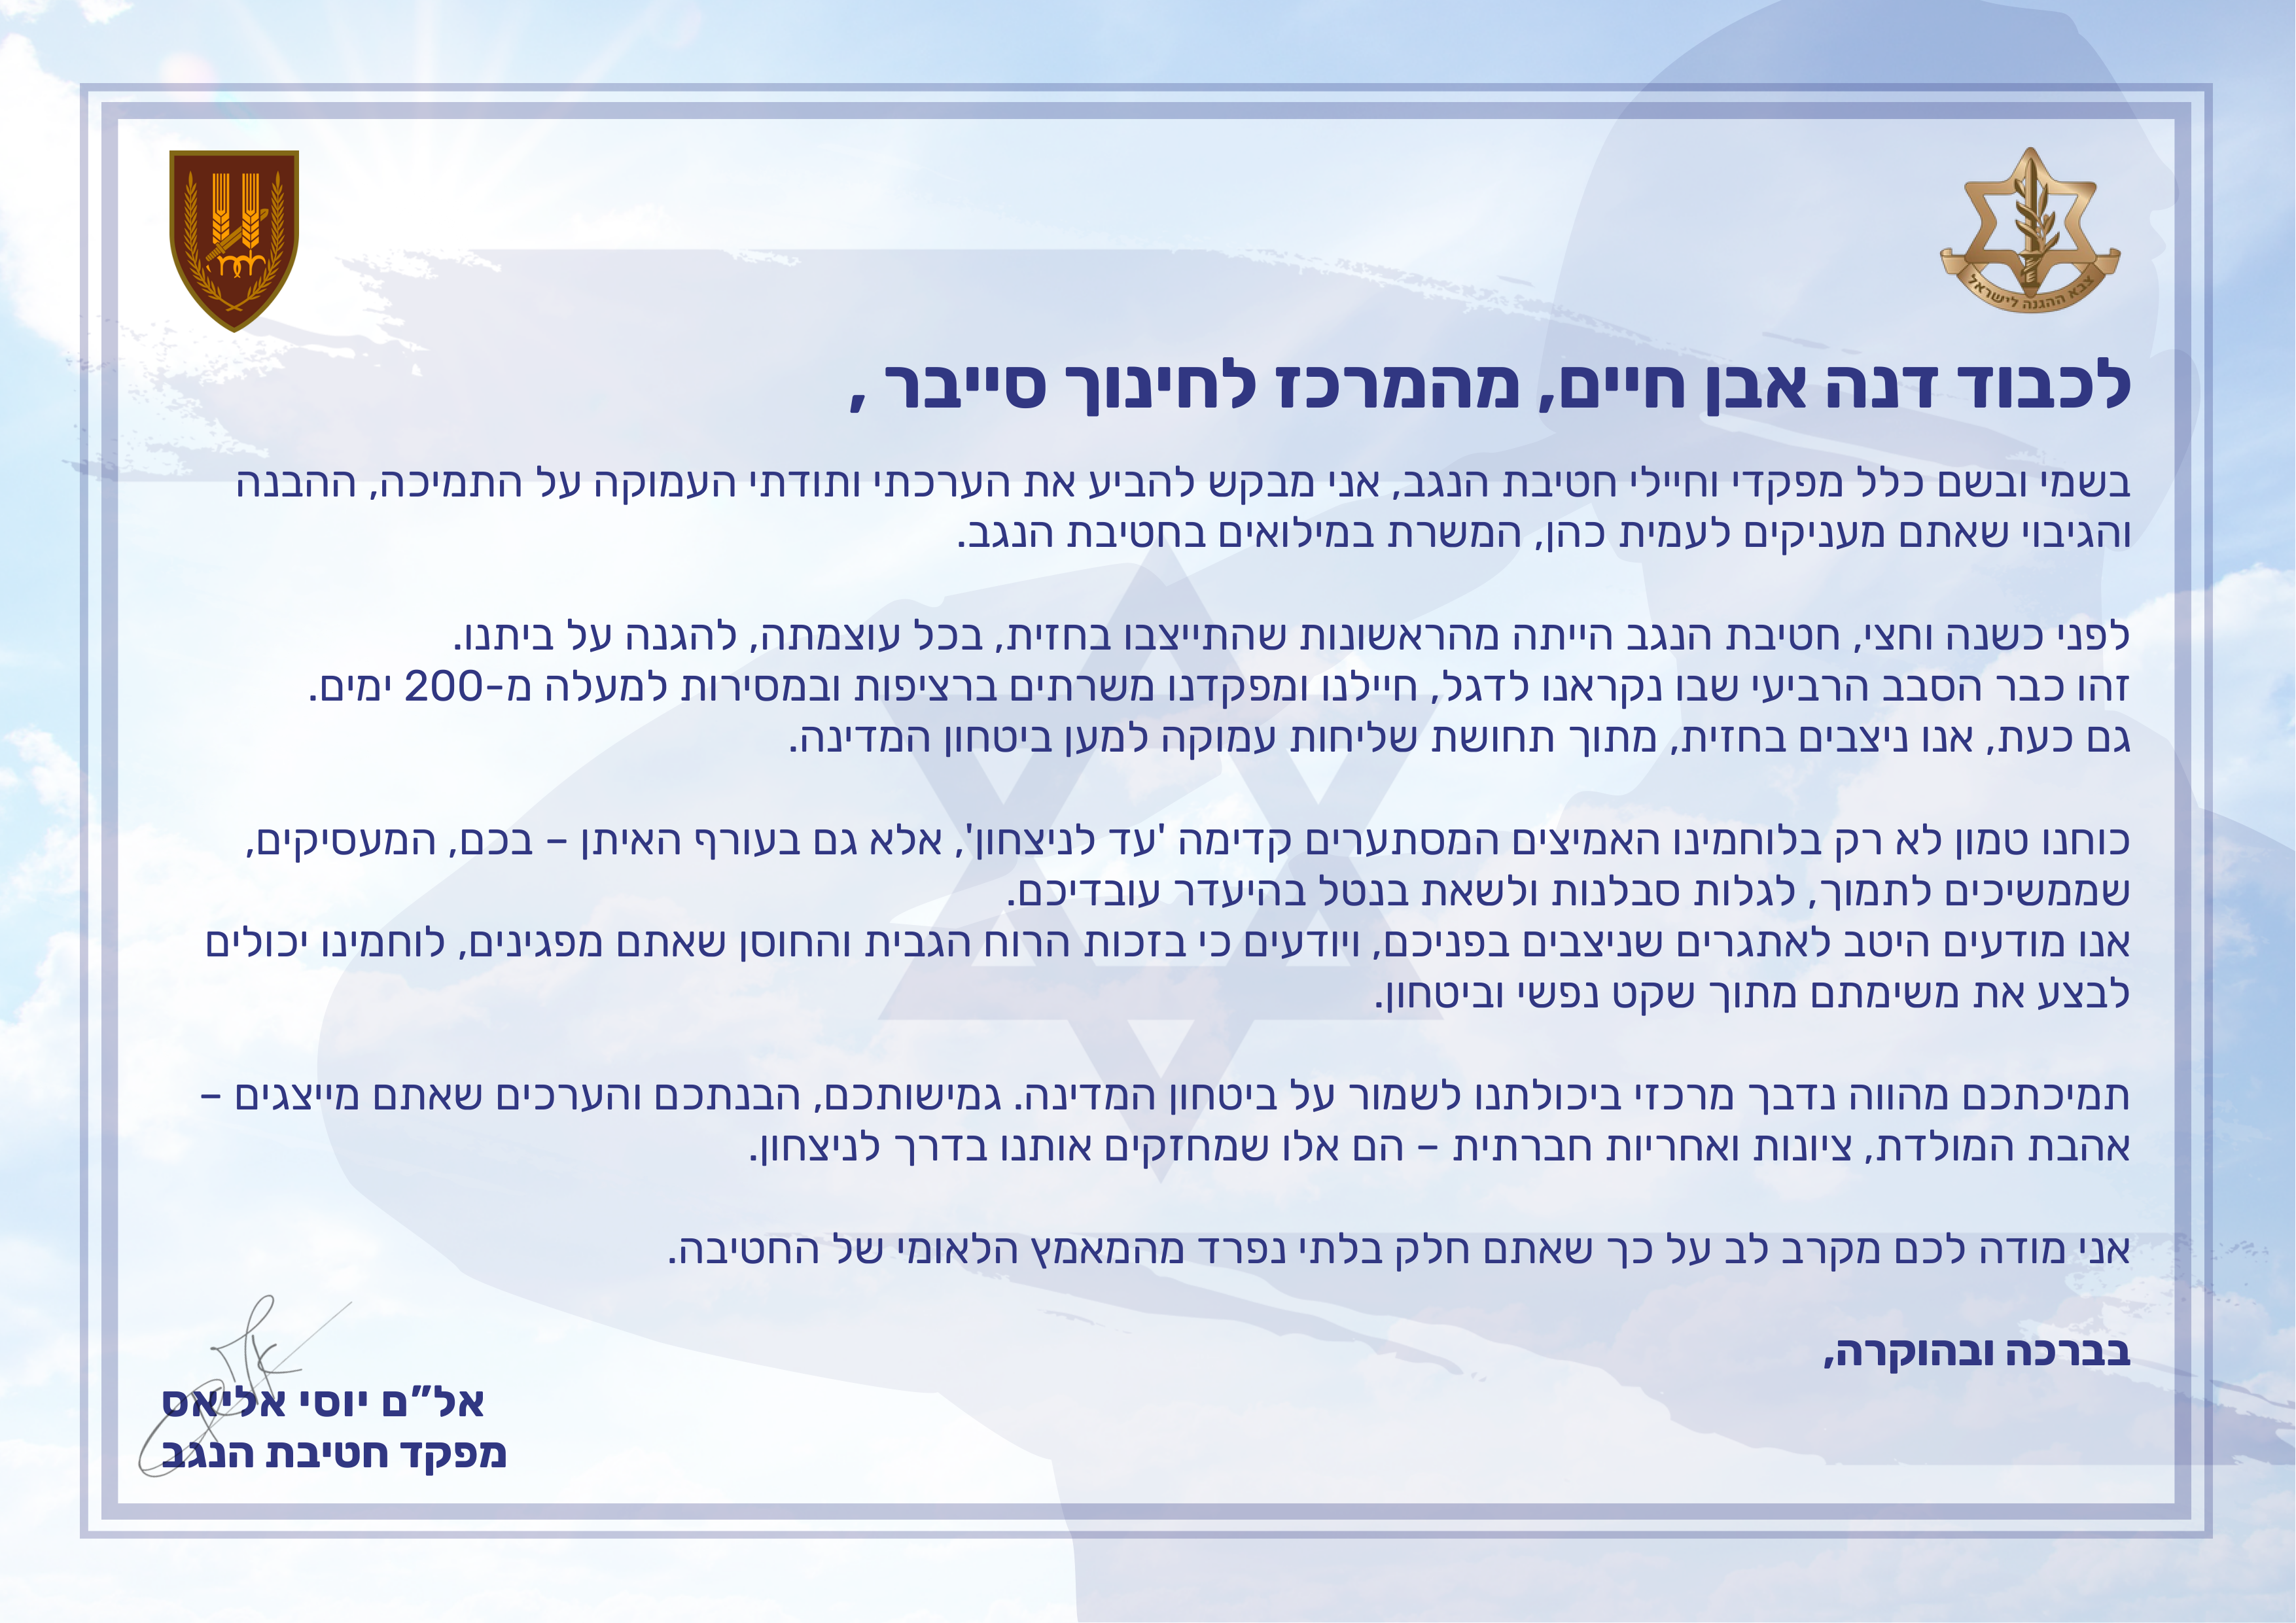 צבא ההגנה לישראל
לכבוד דנה אבן חיים, מהמרכז לחינוך סייבר ,
בשמי ובשם כלל מפקדי וחיילי חטיבת הנגב, אני מבקש להביע את הערכתי ותודתי העמוקה על התמיכה, ההבנה
והגיבוי שאתם מעניקים לעמית כהן, המשרת במילואים בחטיבת הנגב.
לפני כשנה וחצי, חטיבת הנגב הייתה מהראשונות שהתייצבו בחזית, בכל עוצמתה, להגנה על ביתנו.
זהו כבר הסבב הרביעי שבו נקראנו לדגל, חיילנו ומפקדנו משרתים ברציפות ובמסירות למעלה מ-200 ימים.
גם כעת, אנו ניצבים בחזית, מתוך תחושת שליחות עמוקה למען ביטחון המדינה.
כוחנו טמון לא רק בלוחמינו האמיצים המסתערים קדימה 'עד לניצחון', אלא גם בעורף האיתן – בכם, המעסיקים,
שממשיכים לתמוך, לגלות סבלנות ולשאת בנטל בהיעדר עובדיכם.
אנו מודעים היטב לאתגרים שניצבים בפניכם, ויודעים כי בזכות הרוח הגבית והחוסן שאתם מפגינים, לוחמינו יכולים
לבצע את משימתם מתוך שקט נפשי וביטחון.
תמיכתכם מהווה נדבך מרכזי ביכולתנו לשמור על ביטחון המדינה. גמישותכם, הבנתכם והערכים שאתם מייצגים –
אהבת המולדת, ציונות ואחריות חברתית – הם אלו שמחזקים אותנו בדרך לניצחון.
אני מודה לכם מקרב לב על כך שאתם חלק בלתי נפרד מהמאמץ הלאומי של החטיבה.
בברכה ובהוקרה,
אל״ם יוסי אליאס
מפקד חטיבת הנגב